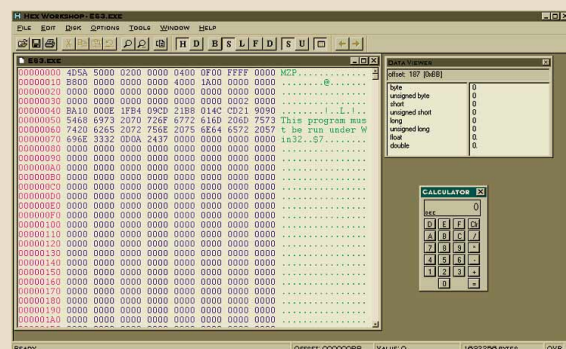 Hex Workshop - ES3.EXE
File Edit Disk Options Tools Window Help
H D B S L F D S U
ES3.EXE
00000000 4D5A 5000 0200 0000 0400 0F00 FFFF 0000 MZP.............
00000010 B800 0000 0000 0000 4000 1A00 0000 0000 ........@.......
00000020 0000 0000 0000 0000 0000 0000 0000 0000 ................
00000030 0000 0000 0000 0000 0000 0000 0002 0000 ................
00000040 BA10 000E 1FB4 09CD 21B8 014C CD21 9090 ........!..L.!..
00000050 5468 6973 2070 726F 6772 616D 206D 7573 This program mus
00000060 7420 6265 2072 756E 2075 6E64 6572 2057 t be run under W
00000070 696E 3332 0D0A 2437 0000 0000 0000 0000 in32..$7........
00000080 0000 0000 0000 0000 0000 0000 0000 0000 ................
00000090 0000 0000 0000 0000 0000 0000 0000 0000 ................
000000A0 0000 0000 0000 0000 0000 0000 0000 0000 ................
000000B0 0000 0000 0000 0000 0000 0000 0000 0000 ................
000000C0 0000 0000 0000 0000 0000 0000 0000 0000 ................
000000D0 0000 0000 0000 0000 0000 0000 0000 0000 ................
000000E0 0000 0000 0000 0000 0000 0000 0000 0000 ................
000000F0 0000 0000 0000 0000 0000 0000 0000 0000 ................
00000100 0000 0000 0000 0000 0000 0000 0000 0000 ................
00000110 0000 0000 0000 0000 0000 0000 0000 0000 ................
00000120 0000 0000 0000 0000 0000 0000 0000 0000 ................
00000130 0000 0000 0000 0000 0000 0000 0000 0000 ................
00000140 0000 0000 0000 0000 0000 0000 0000 0000 ................
00000150 0000 0000 0000 0000 0000 0000 0000 0000 ................
00000160 0000 0000 0000 0000 0000 0000 0000 0000 ................
00000170 0000 0000 0000 0000 0000 0000 0000 0000 ................
00000180 0000 0000 0000 0000 0000 0000 0000 0000 ................
00000190 0000 0000 0000 0000 0000 0000 0000 0000 ................
000001A0 0000 0000 0000 0000 0000 0000 0000 0000 ................
Data Viewer
offset: 187 [0xBB]
byte 0
unsigned byte 0
short 0
unsigned short 0
long 0
unsigned long 0
float 0.
double 0.
Calculator
0
DEC
D E F Clr
A B C /
7 8 9 *
4 5 6 -
1 2 3 +
0 =
Ready Offset: 000000BB Value: 0 bytes OVR